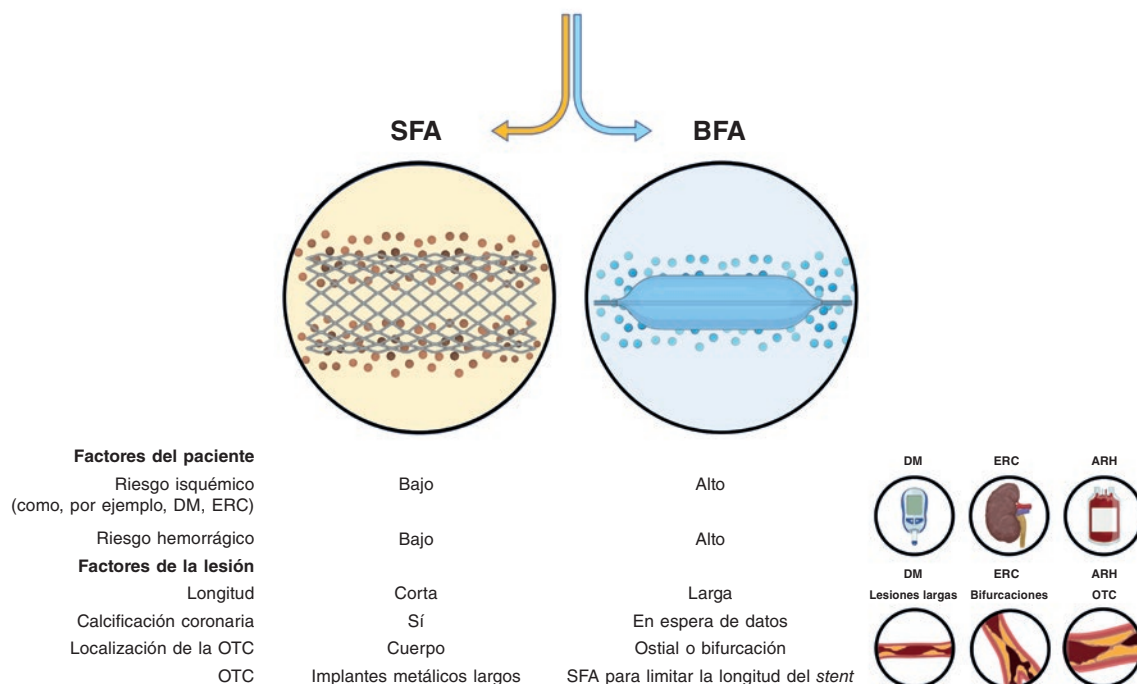 SFA BFA
Factores del paciente
Riesgo isquémico Bajo Alto
(como, por ejemplo, DM, ERC)
Riesgo hemorrágico Bajo Alto
Factores de la lesión
Longitud Corta Larga
Calcificación coronaria Sí En espera de datos
Localización de la OTC Cuerpo Ostial o bifurcación
OTC Implantes metálicos largos SFA para limitar la longitud del stent
DM ERC ARH
DM ERC ARH
Lesiones largas Bifurcaciones OTC